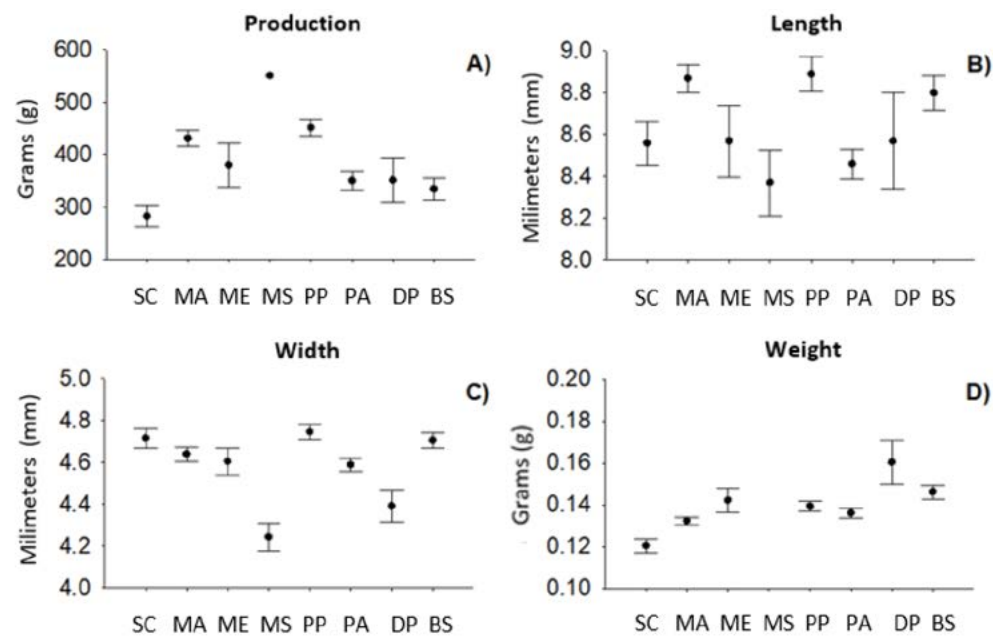 Production
A)
Grams (g)
600
500
400
300
200
SC MA ME MS PP PA DP BS
Length
B)
Milimeters (mm)
9.0
8.8
8.6
8.4
8.2
8.0
SC MA ME MS PP PA DP BS
Width
C)
Milimeters (mm)
5.0
4.8
4.6
4.4
4.2
4.0
SC MA ME MS PP PA DP BS
Weight
D)
Grams (g)
0.20
0.18
0.16
0.14
0.12
0.10
SC MA ME MS PP PA DP BS